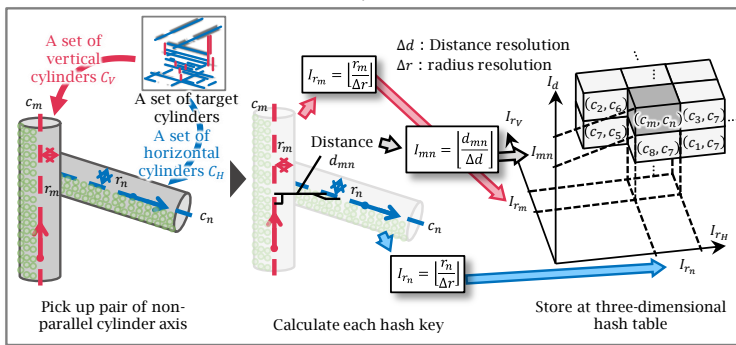 A set of
vertical
cylinders C_V
A set of target
cylinders
A set of
horizontal
cylinders C_H
c_m
r_m
r_n
c_n
Pick up pair of non-
parallel cylinder axis
c_m
r_m
Distance
d_mn
r_n
c_n
I_{r_m} = ⌊r_m/Δr⌋
I_mn = ⌊d_mn/Δd⌋
I_{r_n} = ⌊r_n/Δr⌋
Calculate each hash key
Δd : Distance resolution
Δr : radius resolution
I_d
I_{r_V}
I_mn
I_{r_m}
I_{r_H}
I_{r_n}
...
(c_2, c_6)
(c_m, c_n)
(c_3, c_7)
...
(c_7, c_5)
(c_8, c_7)
(c_1, c_7)
...
Store at three-dimensional
hash table